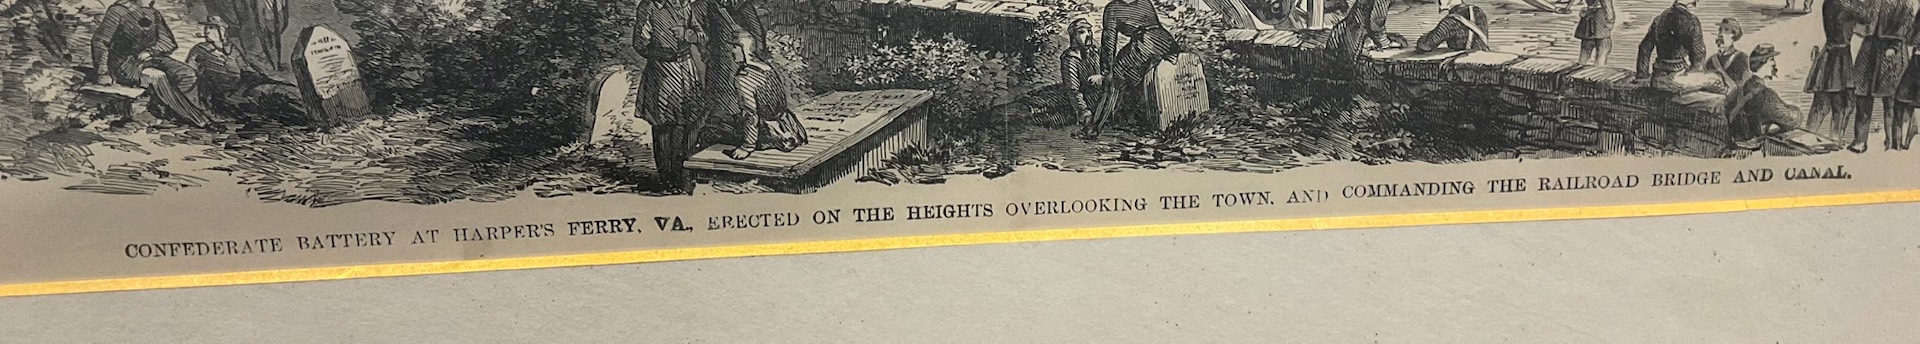 CONFEDERATE BATTERY AT HARPER'S FERRY, VA., ERECTED ON THE HEIGHTS OVERLOOKING THE TOWN, AND COMMANDING THE RAILROAD BRIDGE AND CANAL.